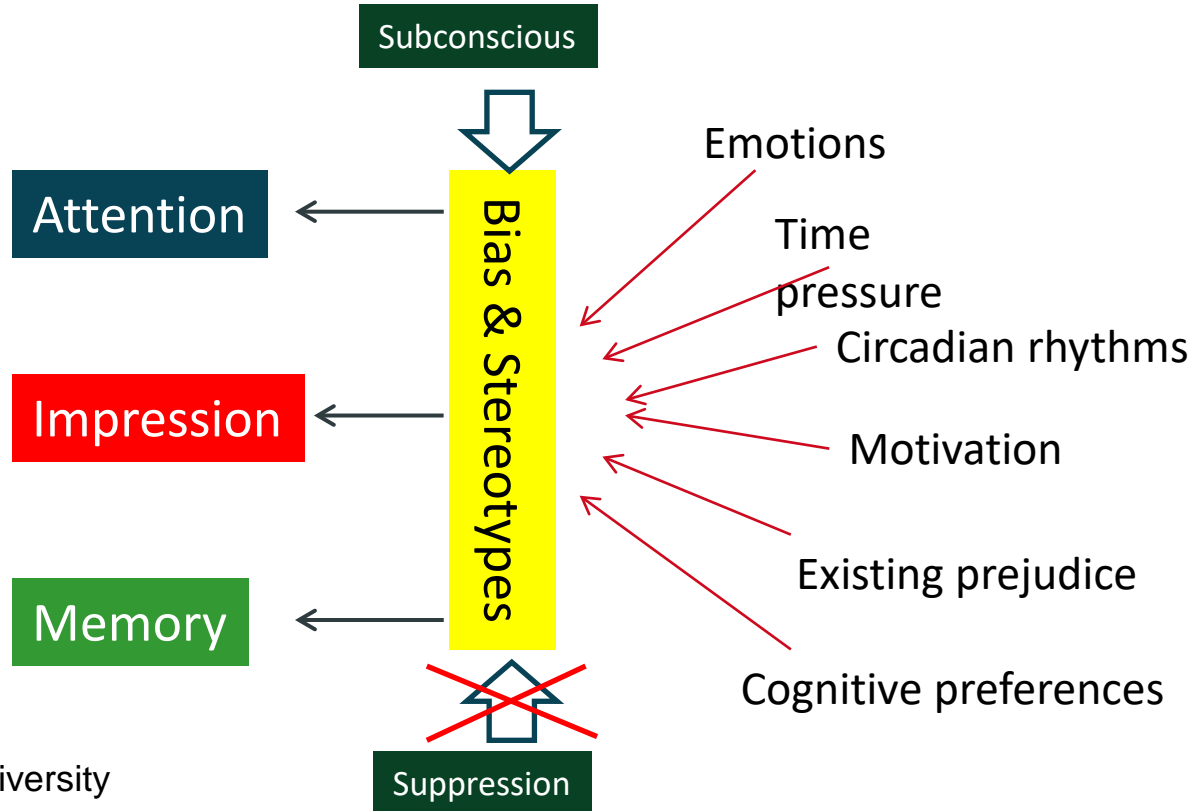 Subconscious
Emotions
Attention
Bias & Stereotypes
Time
pressure
Circadian rhythms
Impression
Motivation
Existing prejudice
Memory
Cognitive preferences
iversity
Suppression